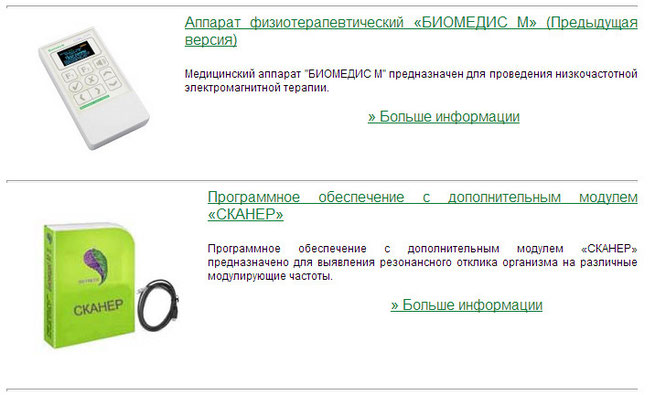 Аппарат физиотерапевтический «БИОМЕДИС М» (Предыдущая
версия)
Медицинский аппарат "БИОМЕДИС М" предназначен для проведения низкочастотной
электромагнитной терапии.
» Больше информации
Программное обеспечение с дополнительным модулем
«СКАНЕР»
Программное обеспечение с дополнительным модулем «СКАНЕР»
предназначено для выявления резонансного отклика организма на различные
модулирующие частоты.
» Больше информации
СКАНЕР